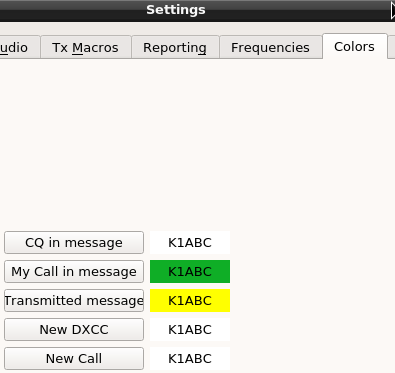 Settings
udio Tx Macros Reporting Frequencies Colors
CQ in message K1ABC
My Call in message K1ABC
Transmitted message K1ABC
New DXCC K1ABC
New Call K1ABC